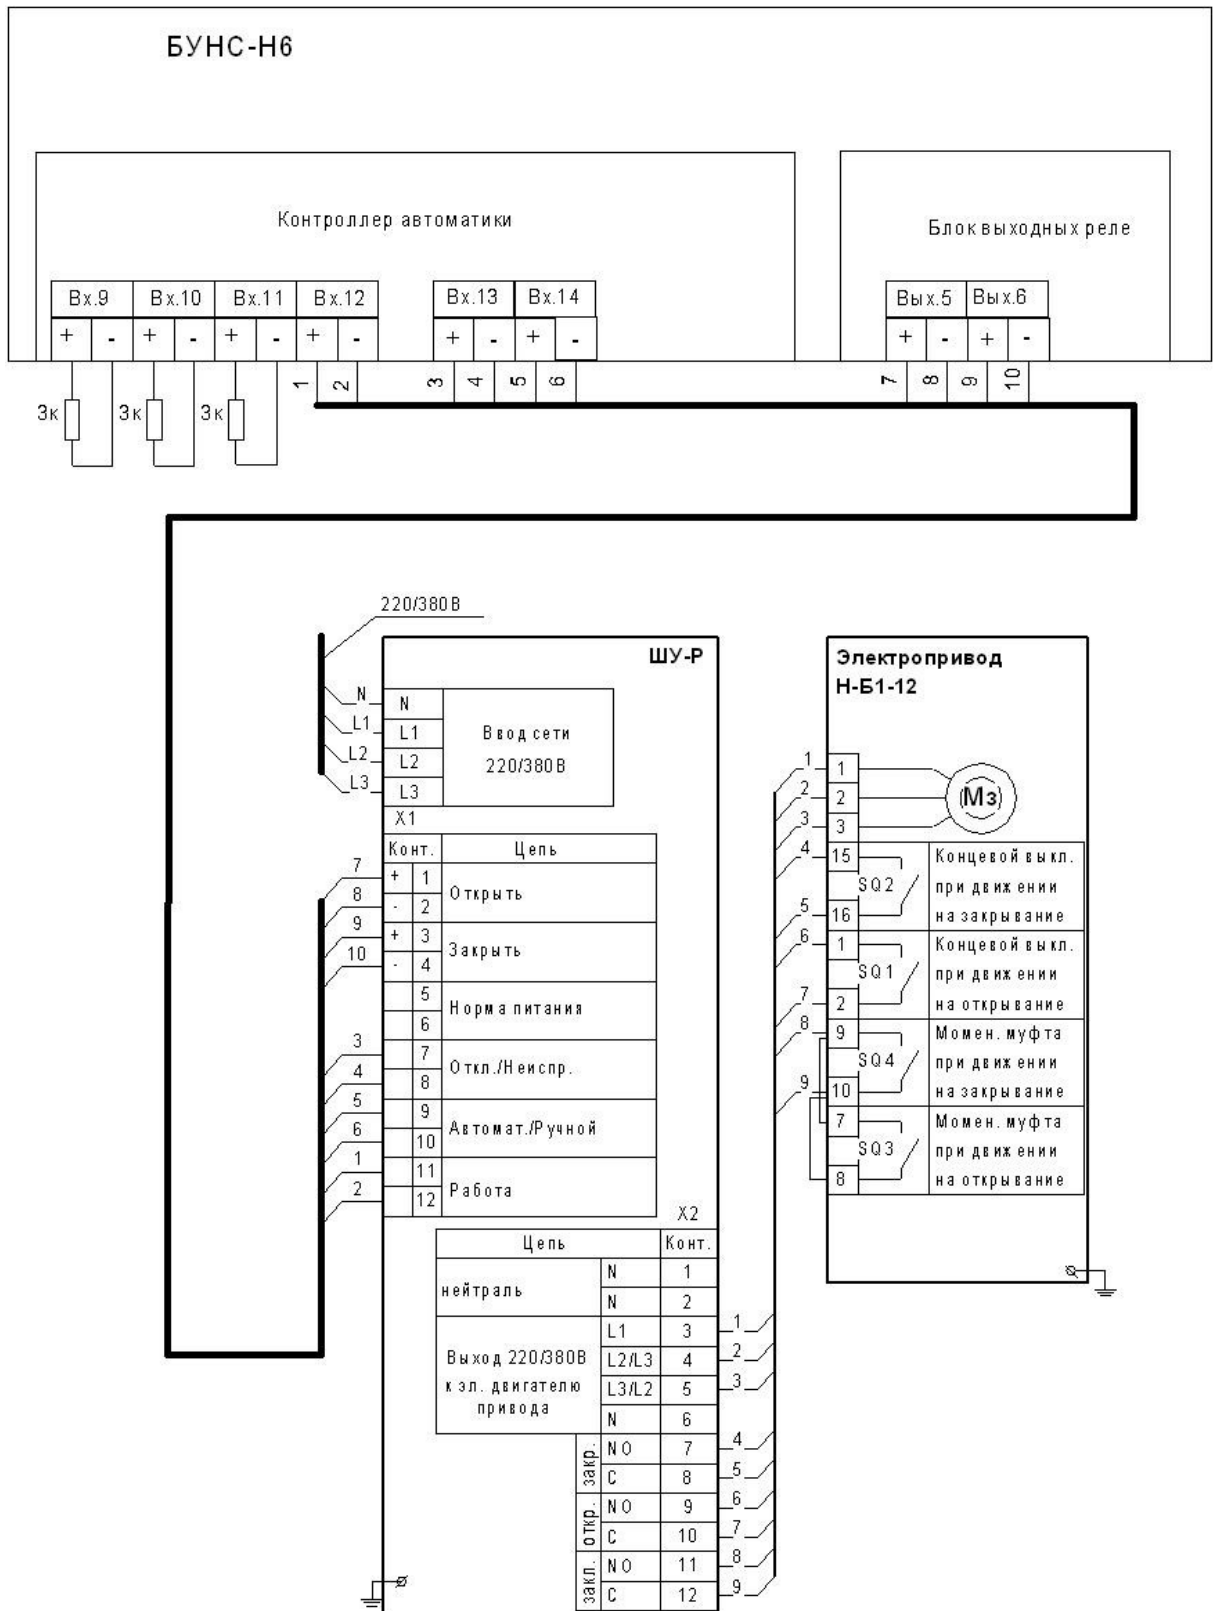 БУНС-Н6
Контроллер автоматики
Блок выходных реле
Вх.9 Вх.10 Вх.11 Вх.12 Вх.13 Вх.14 Вых.5 Вых.6
+ - + - + - + - + - + - + - + -
1 2 3 4 5 6 7 8 9 10
3к 3к 3к
220/380В
ШУ-Р
N N
L1 L1
L2 L2
L3 L3
Ввод сети
220/380В
X1
Конт. Цепь
7 + 1
8 - 2
Открыть
9 + 3
10 - 4
Закрыть
5
6
Норма питания
3 7
4 8
Откл./Неиспр.
5 9
6 10
Автомат./Ручной
1 11
2 12
Работа
X2
Цепь Конт.
нейтраль
N 1
N 2
Выход 220/380В
к эл. двигателю
привода
L1 3 1
L2/L3 4 2
L3/L2 5 3
N 6
закр.
NO 7 4
C 8 5
откр.
NO 9 6
C 10 7
закл.
NO 11 8
C 12 9
Электропривод
Н-Б1-12
1 1
2 2
3 3
(Мз)
4 15
5 16
SQ2
Концевой выкл.
при движении
на закрывание
6 1
7 2
SQ1
Концевой выкл.
при движении
на открывание
8 9
9 10
SQ4
Момен. муфта
при движении
на закрывание
7
8
SQ3
Момен. муфта
при движении
на открывание